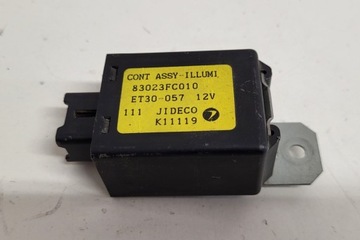 CONT ASSY-ILLUMI
83023FC010
ET30-057 12V
111 JIDECO
K11119